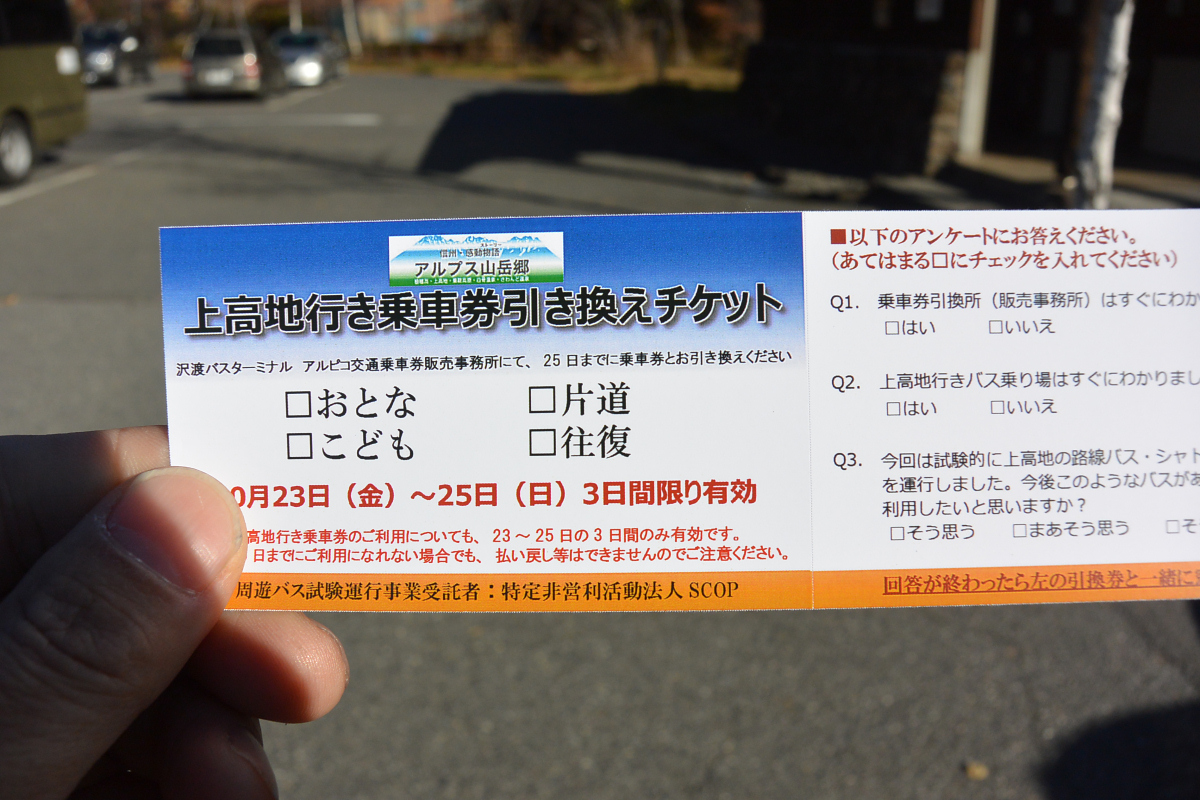 信州・感動物語
ストーリー
アルプス山岳郷
上高地行き乗車券引き換えチケット
沢渡バスターミナル アルピコ交通乗車券販売事務所にて、25日までに乗車券とお引き換えください
□おとな □片道
□こども □往復
0月23日(金)~25日(日)3日間限り有効
高地行き乗車券のご利用についても、23~25日の3日間のみ有効です。
日までにご利用になれない場合でも、払い戻し等はできませんのでご注意ください。
周遊バス試験運行事業受託者:特定非営利活動法人SCOP
■以下のアンケートにお答えください。
(あてはまる□にチェックを入れてください)
Q1. 乗車券引換所(販売事務所)はすぐにわか
□はい □いいえ
Q2. 上高地行きバス乗り場はすぐにわかりまし
□はい □いいえ
Q3. 今回は試験的に上高地の路線バス・シャト
を運行しました。今後このようなバスがあ
利用したいと思いますか?
□そう思う □まあそう思う □そ
回答が終わったら左の引換券と一緒に